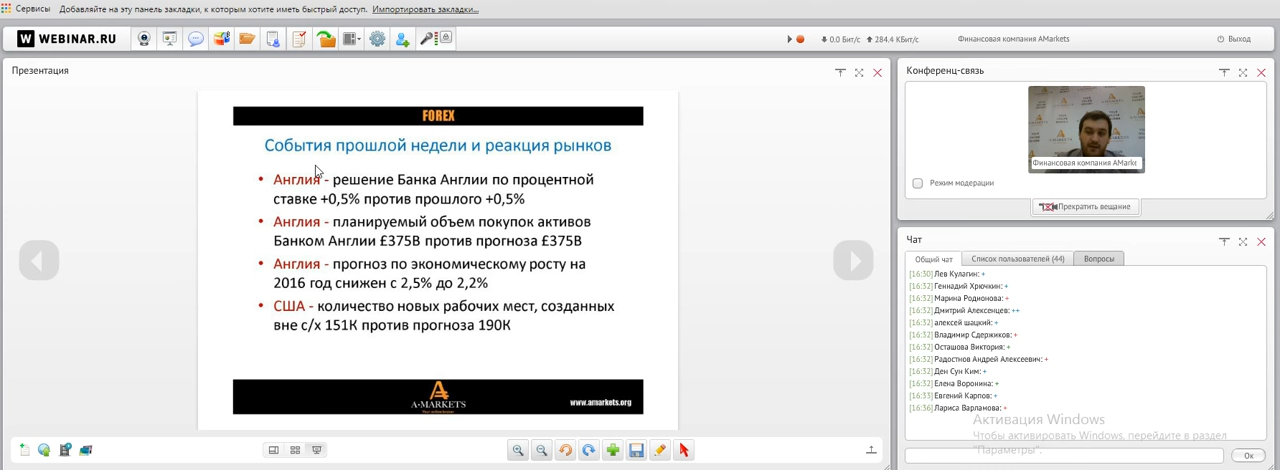 Сервисы Добавляйте на эту панель закладки, к которым хотите иметь быстрый доступ. Импортировать закладки...
W WEBINAR.RU
0.0 Бит/с 284.4 КБит/с Финансовая компания AMarkets Выход
Презентация
FOREX
События прошлой недели и реакция рынков
• Англия - решение Банка Англии по процентной
ставке +0,5% против прошлого +0,5%
• Англия - планируемый объем покупок активов
Банком Англии £375B против прогноза £375B
• Англия - прогноз по экономическому росту на
2016 год снижен с 2,5% до 2,2%
• США - количество новых рабочих мест, созданных
вне с/х 151К против прогноза 190К
A-MARKETS
www.amarkets.org
Конференц-связь
Финансовая компания AMarke
Режим модерации
Прекратить вещание
Чат
Общий чат Список пользователей (44) Вопросы
[16:30] Лев Кулагин: +
[16:32] Геннадий Хрючкин: +
[16:32] Марина Родионова: +
[16:32] Дмитрий Алексенцев: ++
[16:32] алексей шацкий: +
[16:32] Владимир Сдержиков: +
[16:32] Осташова Виктория: +
[16:32] Радостнов Андрей Алексеевич: +
[16:32] Ден Сун Ким: +
[16:32] Елена Воронина: +
[16:33] Евгений Карпов: +
[16:36] Лариса Варламова: +
Активация Windows
Чтобы активировать Windows, перейдите в раздел
"Параметры".
Ок